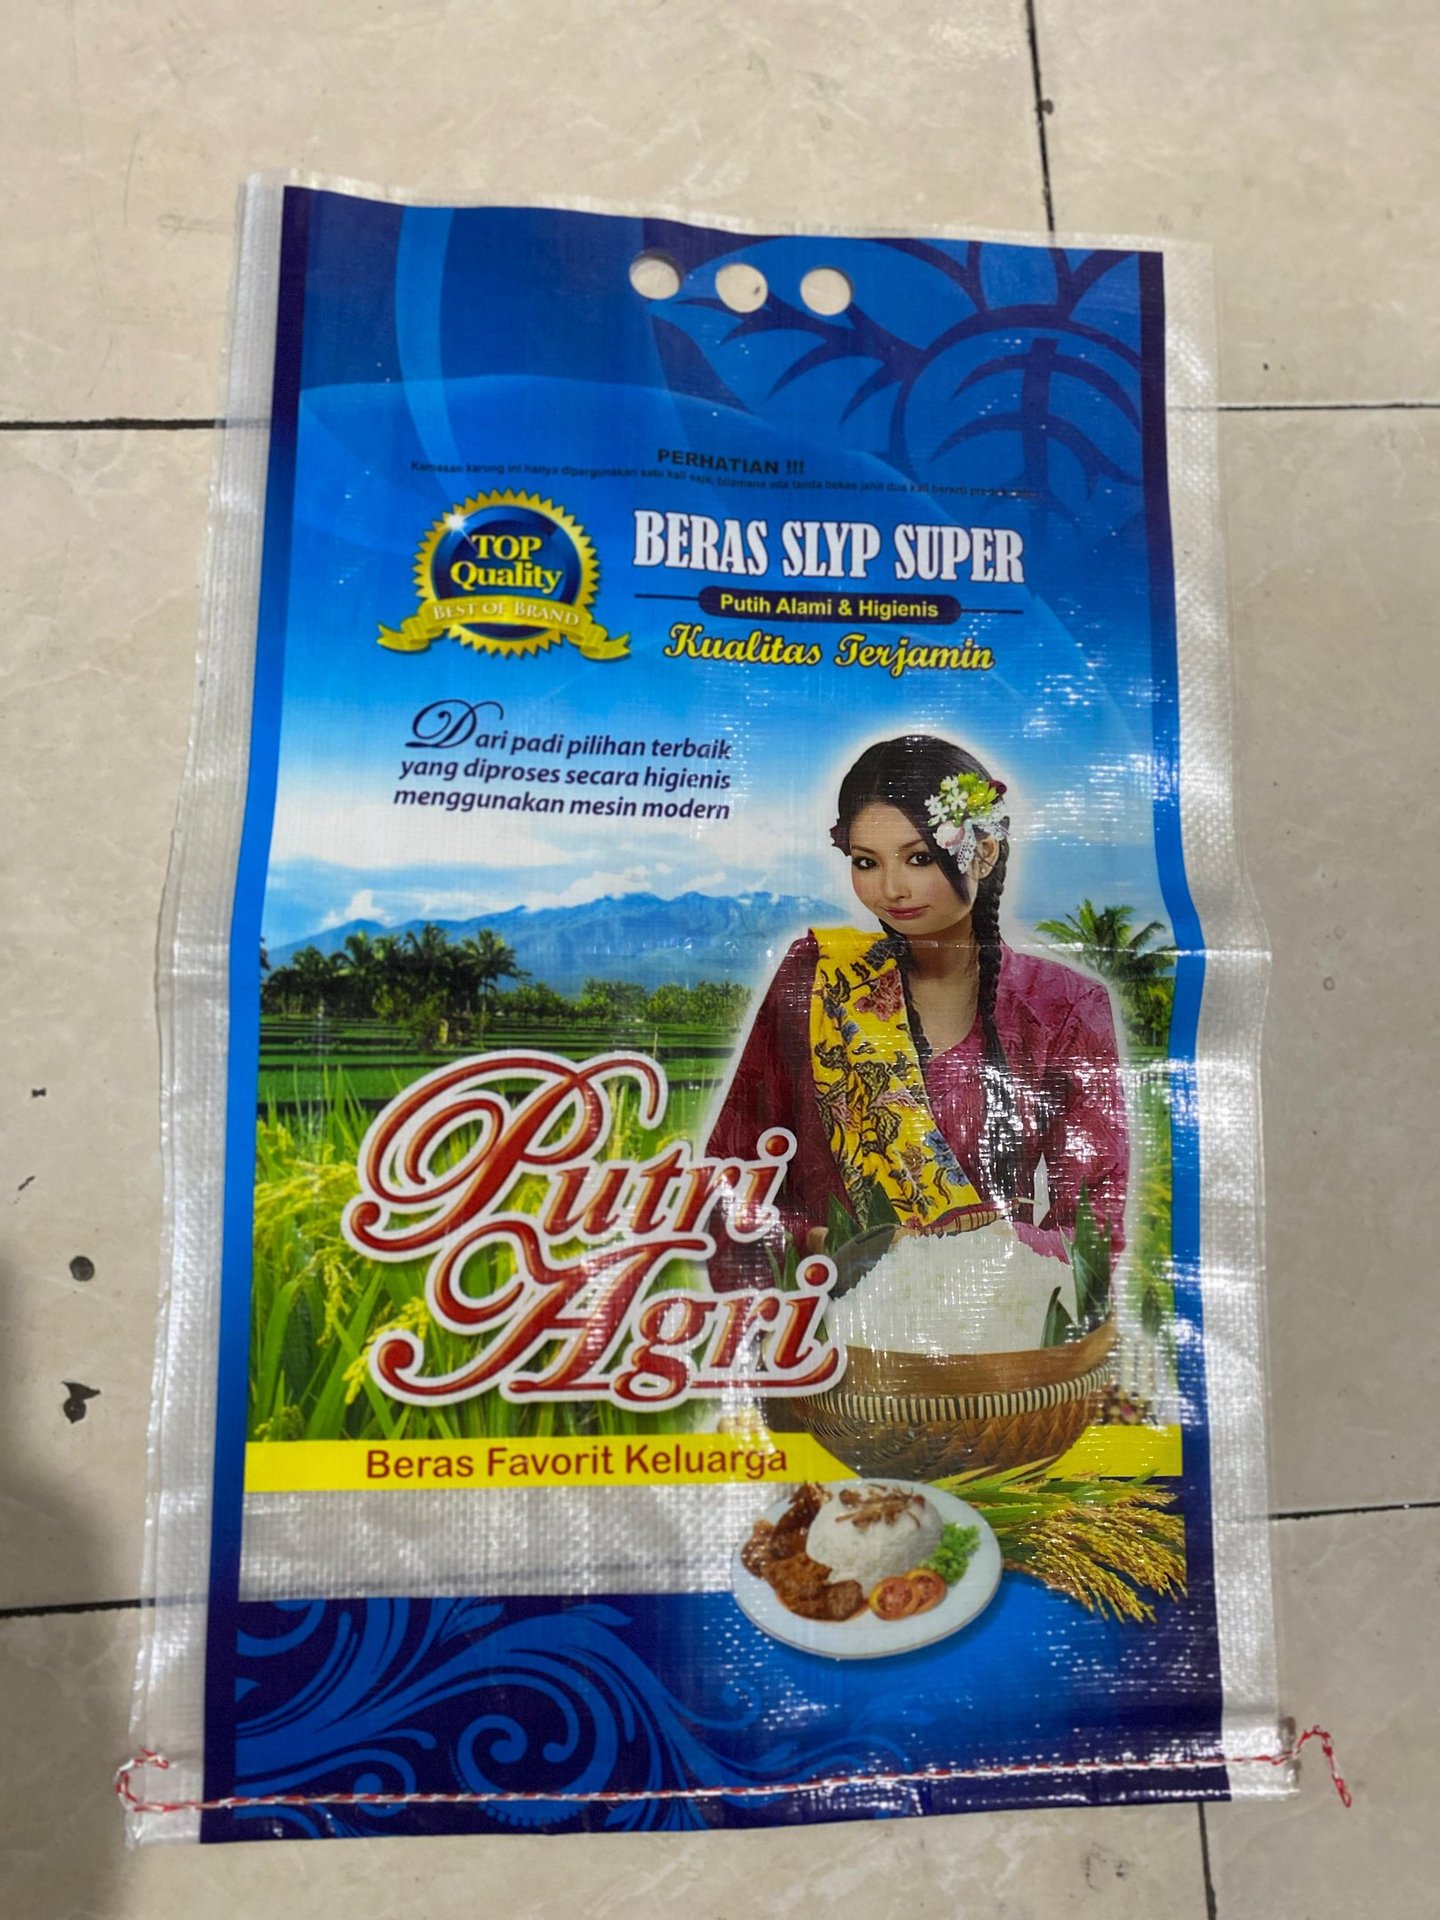 PERHATIAN !!!
Kemasan karung ini hanya dipergunakan satu kali saja, bilamana ada tanda bekas jahit dua kali berarti
TOP
Quality
BEST OF BRAND
BERAS SLYP SUPER
Putih Alami & Higienis
Kualitas Terjamin
Dari padi pilihan terbaik
yang diproses secara higienis
menggunakan mesin modern
Putri
Agri
Beras Favorit Keluarga